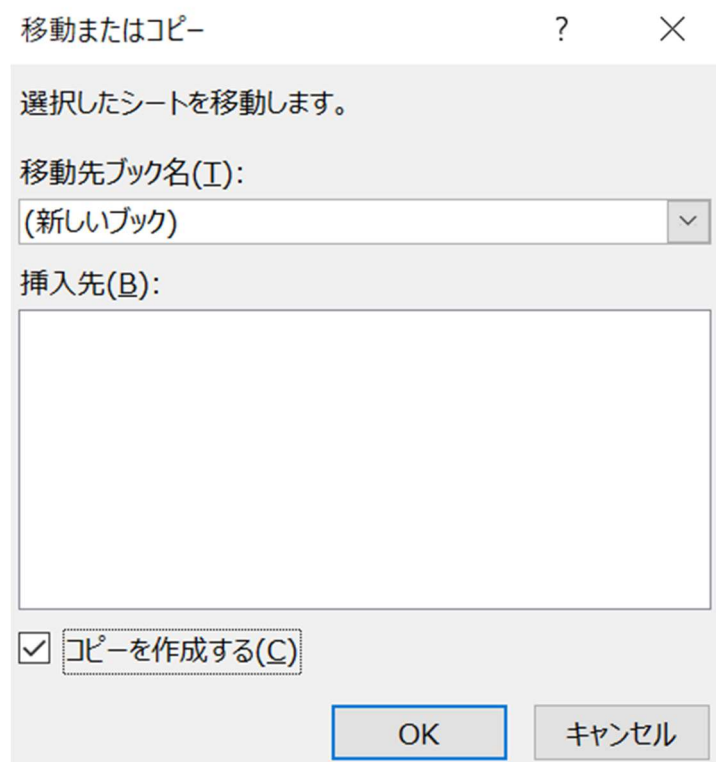 移動またはコピー ? ×
選択したシートを移動します。
移動先ブック名(T):
(新しいブック)
挿入先(B):
コピーを作成する(C)
OK キャンセル